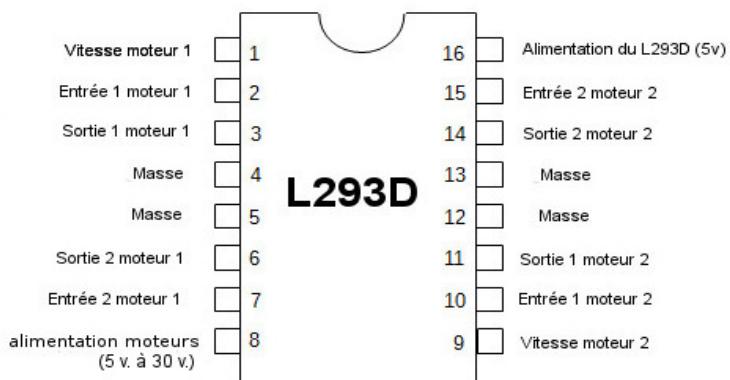 Vitesse moteur 1 1 16 Alimentation du L293D (5v)
Entrée 1 moteur 1 2 15 Entrée 2 moteur 2
Sortie 1 moteur 1 3 14 Sortie 2 moteur 2
Masse 4 13 Masse
L293D
Masse 5 12 Masse
Sortie 2 moteur 1 6 11 Sortie 1 moteur 2
Entrée 2 moteur 1 7 10 Entrée 1 moteur 2
alimentation moteurs 8 9 Vitesse moteur 2
(5 v. à 30 v.)